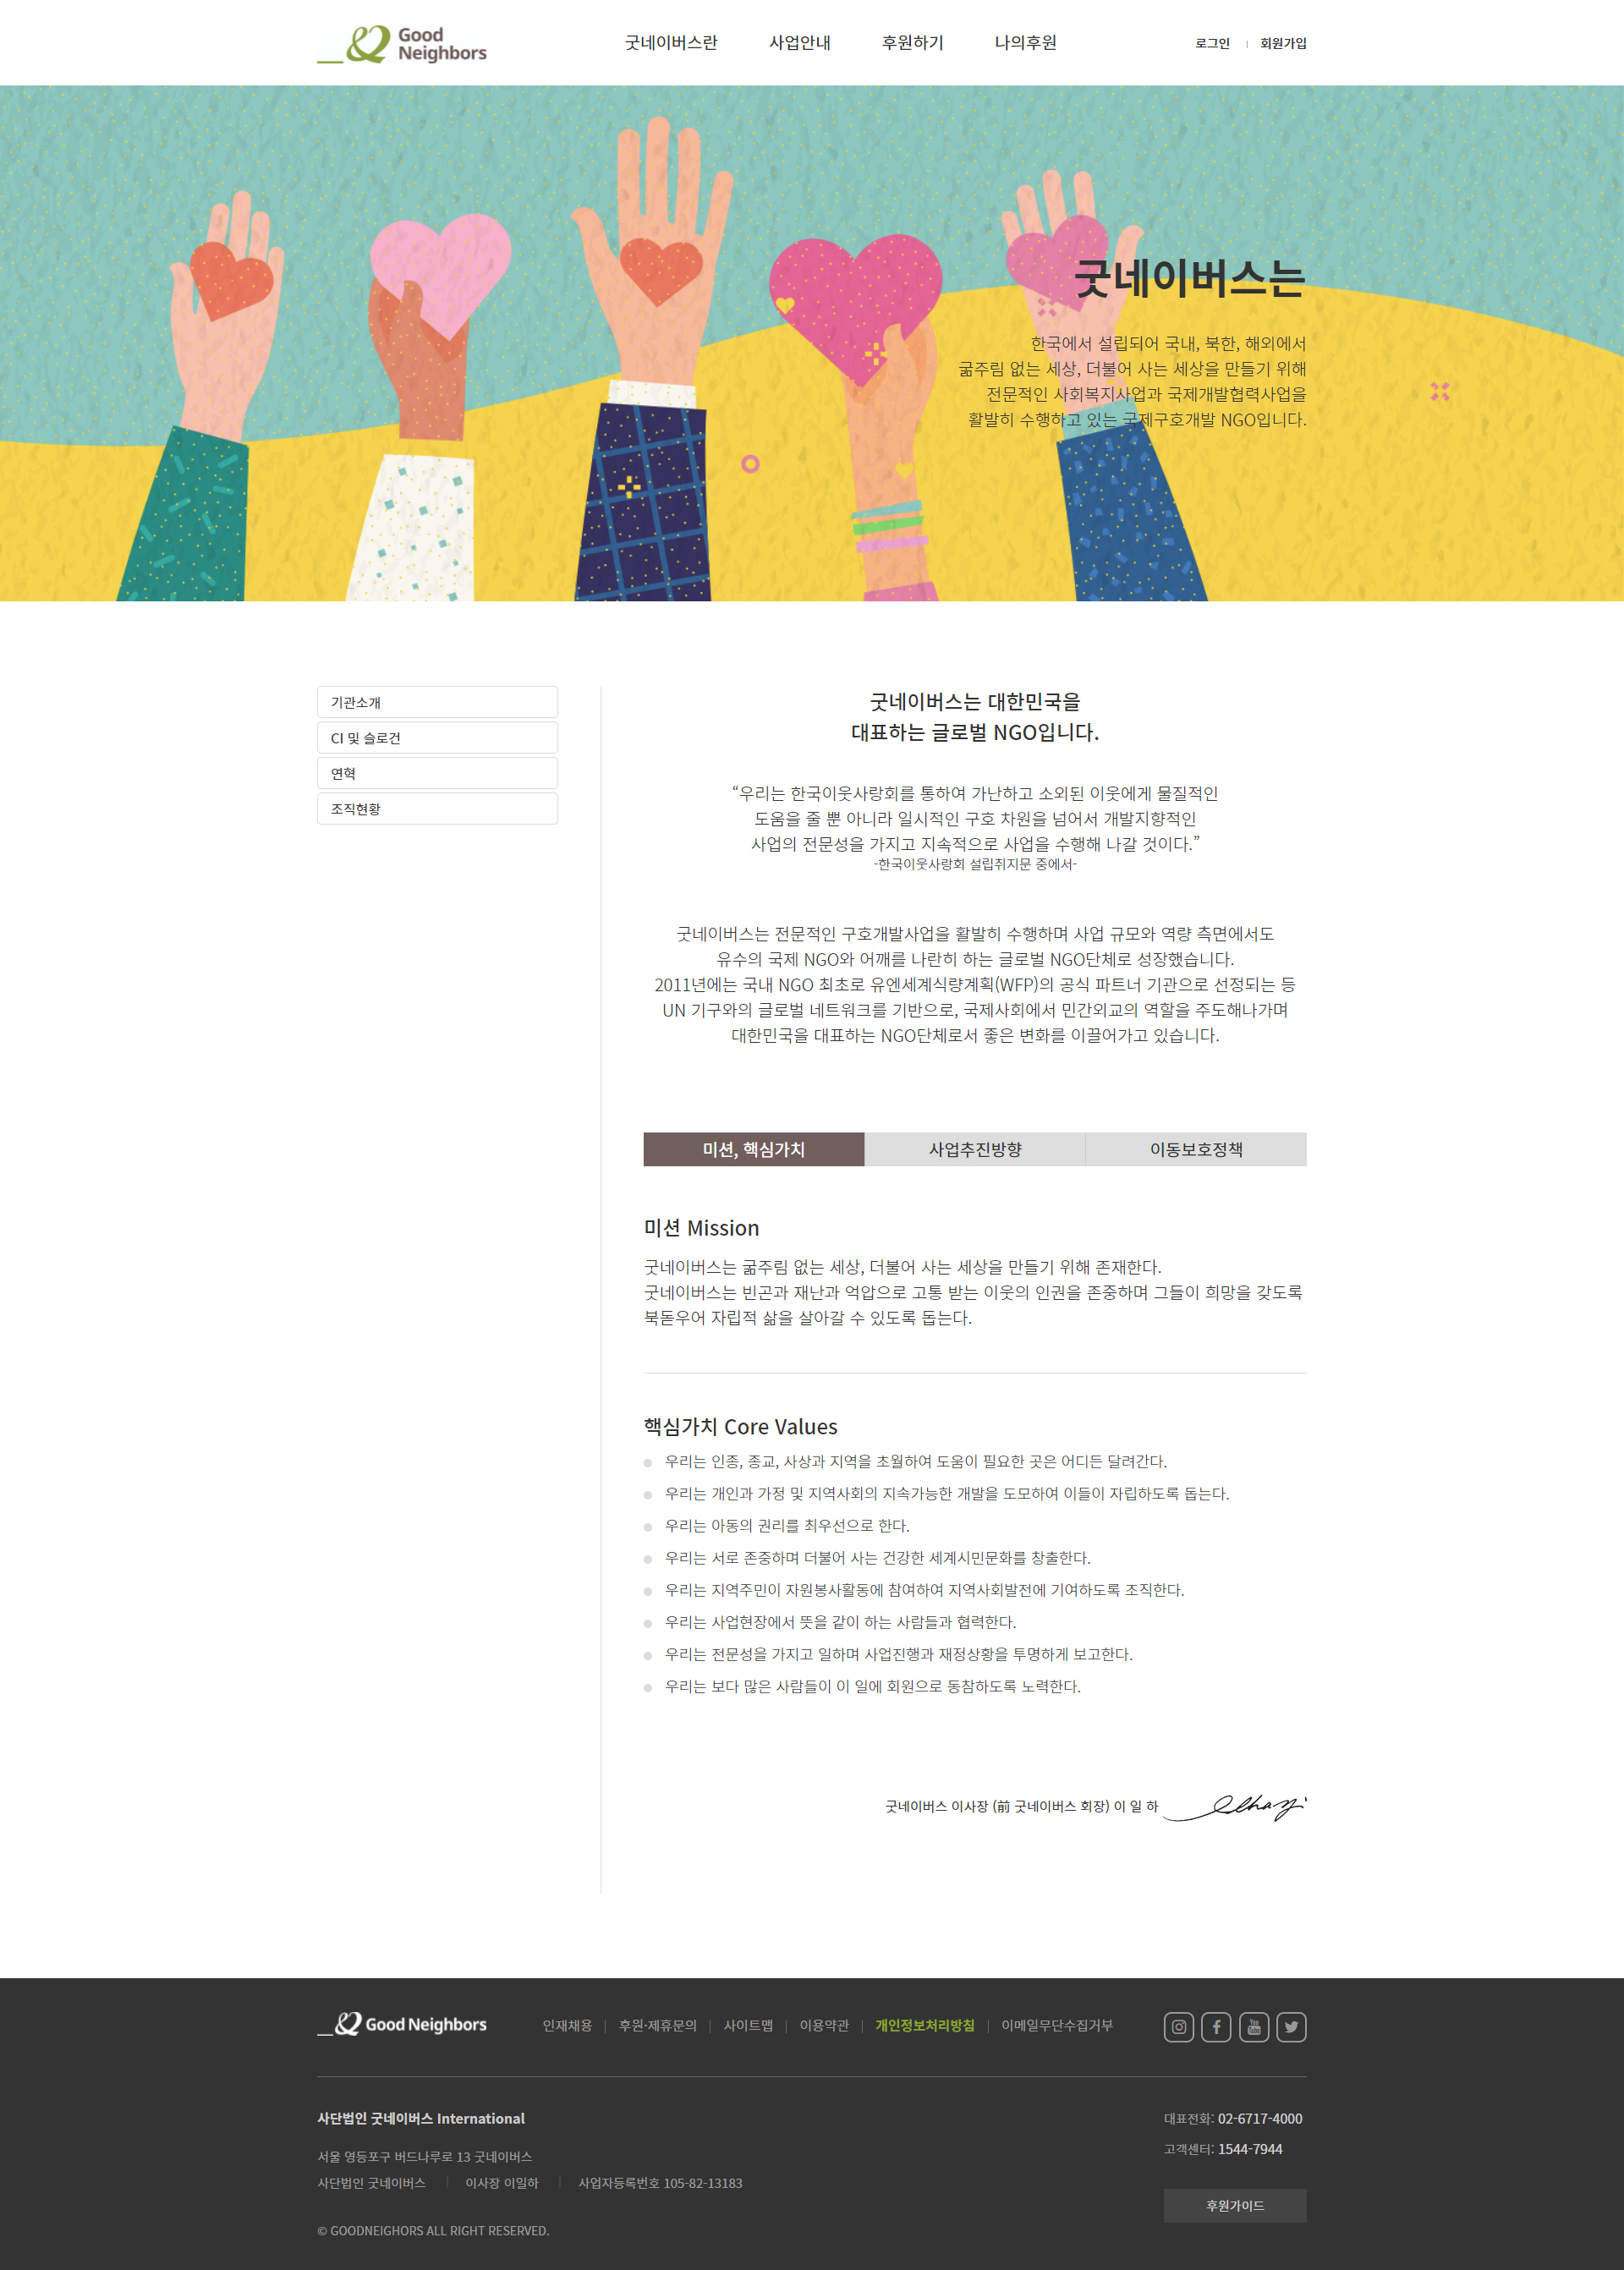 Good
Neighbors
굿네이버스란
사업안내
후원하기
나의후원
로그인
회원가입
굿네이버스는
한국에서 설립되어 국내, 북한, 해외에서
굶주림 없는 세상, 더불어 사는 세상을 만들기 위해
전문적인 사회복지사업과 국제개발협력사업을
활발히 수행하고 있는 국제구호개발 NGO입니다.
기관소개
CI 및 슬로건
연혁
조직현황
굿네이버스는 대한민국을
대표하는 글로벌 NGO입니다.
“우리는 한국이웃사랑회를 통하여 가난하고 소외된 이웃에게 물질적인
도움을 줄 뿐 아니라 일시적인 구호 차원을 넘어서 개발지향적인
사업의 전문성을 가지고 지속적으로 사업을 수행해 나갈 것이다.”
-한국이웃사랑회 설립취지문 중에서-
굿네이버스는 전문적인 구호개발사업을 활발히 수행하며 사업 규모와 역량 측면에서도
유수의 국제 NGO와 어깨를 나란히 하는 글로벌 NGO단체로 성장했습니다.
2011년에는 국내 NGO 최초로 유엔세계식량계획(WFP)의 공식 파트너 기관으로 선정되는 등
UN 기구와의 글로벌 네트워크를 기반으로, 국제사회에서 민간외교의 역할을 주도해나가며
대한민국을 대표하는 NGO단체로서 좋은 변화를 이끌어가고 있습니다.
미션, 핵심가치
사업추진방향
이동보호정책
미션 Mission
굿네이버스는 굶주림 없는 세상, 더불어 사는 세상을 만들기 위해 존재한다.
굿네이버스는 빈곤과 재난과 억압으로 고통 받는 이웃의 인권을 존중하며 그들이 희망을 갖도록
북돋우어 자립적 삶을 살아갈 수 있도록 돕는다.
핵심가치 Core Values
우리는 인종, 종교, 사상과 지역을 초월하여 도움이 필요한 곳은 어디든 달려간다.
우리는 개인과 가정 및 지역사회의 지속가능한 개발을 도모하여 이들이 자립하도록 돕는다.
우리는 아동의 권리를 최우선으로 한다.
우리는 서로 존중하며 더불어 사는 건강한 세계시민문화를 창출한다.
우리는 지역주민이 자원봉사활동에 참여하여 지역사회발전에 기여하도록 조직한다.
우리는 사업현장에서 뜻을 같이 하는 사람들과 협력한다.
우리는 전문성을 가지고 일하며 사업진행과 재정상황을 투명하게 보고한다.
우리는 보다 많은 사람들이 이 일에 회원으로 동참하도록 노력한다.
굿네이버스 이사장 (前 굿네이버스 회장) 이 일 하
Good Neighbors
인재채용
후원·제휴문의
사이트맵
이용약관
개인정보처리방침
이메일무단수집거부
You
Tube
사단법인 굿네이버스 International
대표전화: 02-6717-4000
고객센터: 1544-7944
서울 영등포구 버드나루로 13 굿네이버스
사단법인 굿네이버스
이사장 이일하
사업자등록번호 105-82-13183
후원가이드
© GOODNEIGHORS ALL RIGHT RESERVED.